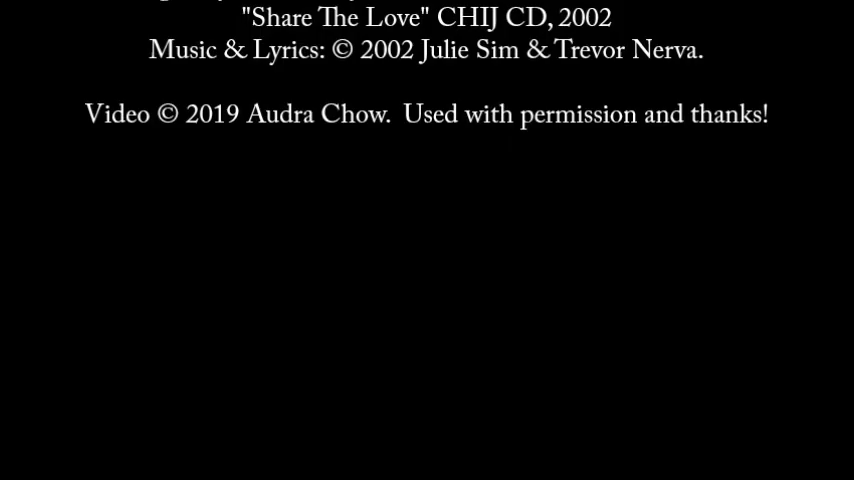 "Share The Love" CHIJ CD, 2002
Music & Lyrics: © 2002 Julie Sim & Trevor Nerva.
Video © 2019 Audra Chow. Used with permission and thanks!